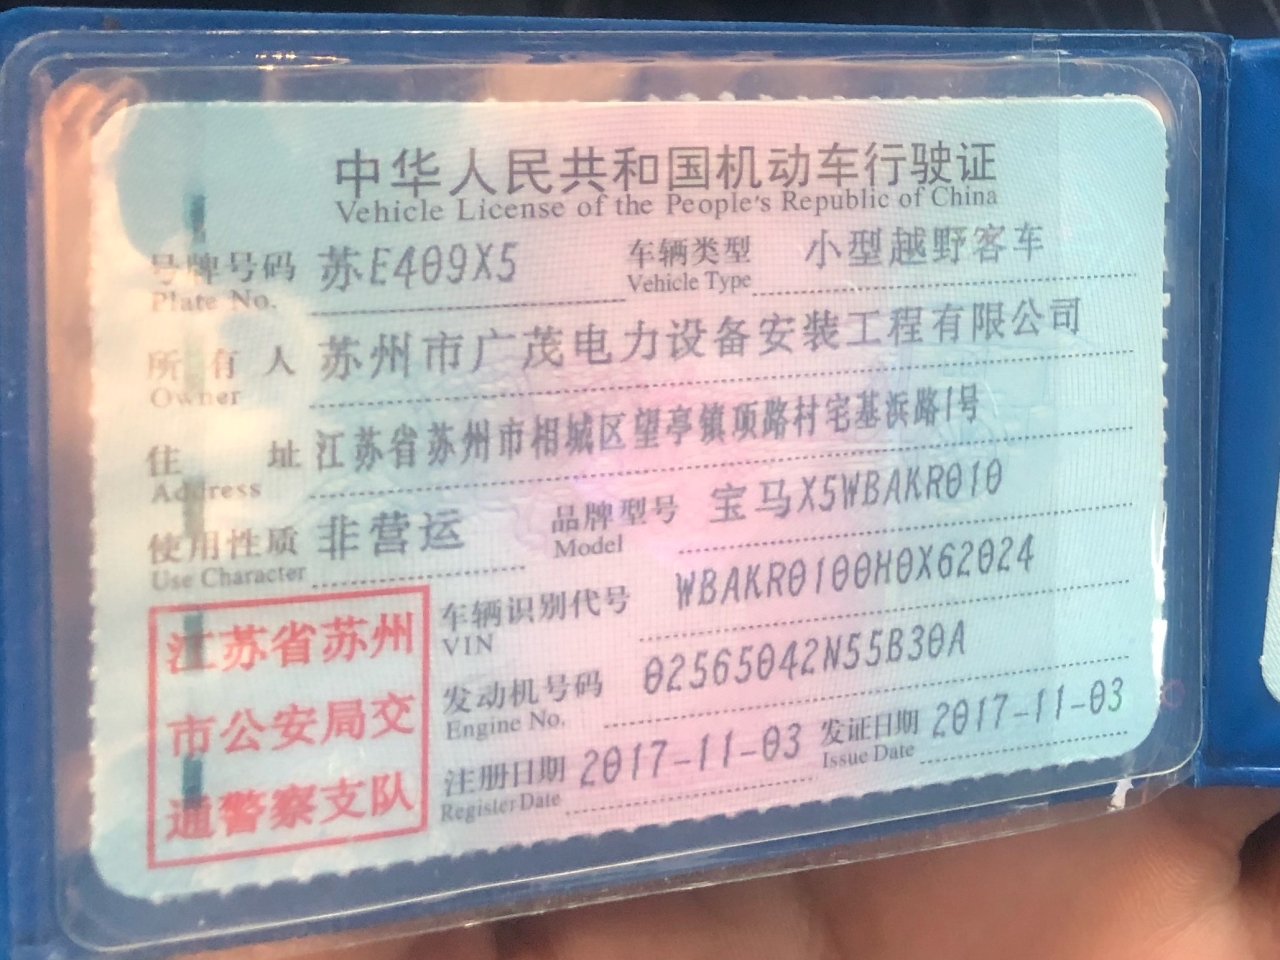 中华人民共和国机动车行驶证
Vehicle License of the People's Republic of China
号牌号码 苏E409X5 车辆类型 小型越野客车
Plate No. Vehicle Type
所有人 苏州市广茂电力设备安装工程有限公司
Owner
住址 江苏省苏州市相城区望亭镇项路村宅基浜路1号
Address
使用性质 非营运 品牌型号 宝马X5WBAKR010
Use Character Model
车辆识别代号 WBAKR0100H0X62024
VIN
发动机号码 02565042N55B30A
Engine No.
注册日期 2017-11-03 发证日期 2017-11-03
Register Date Issue Date
江苏省苏州
市公安局交
通警察支队